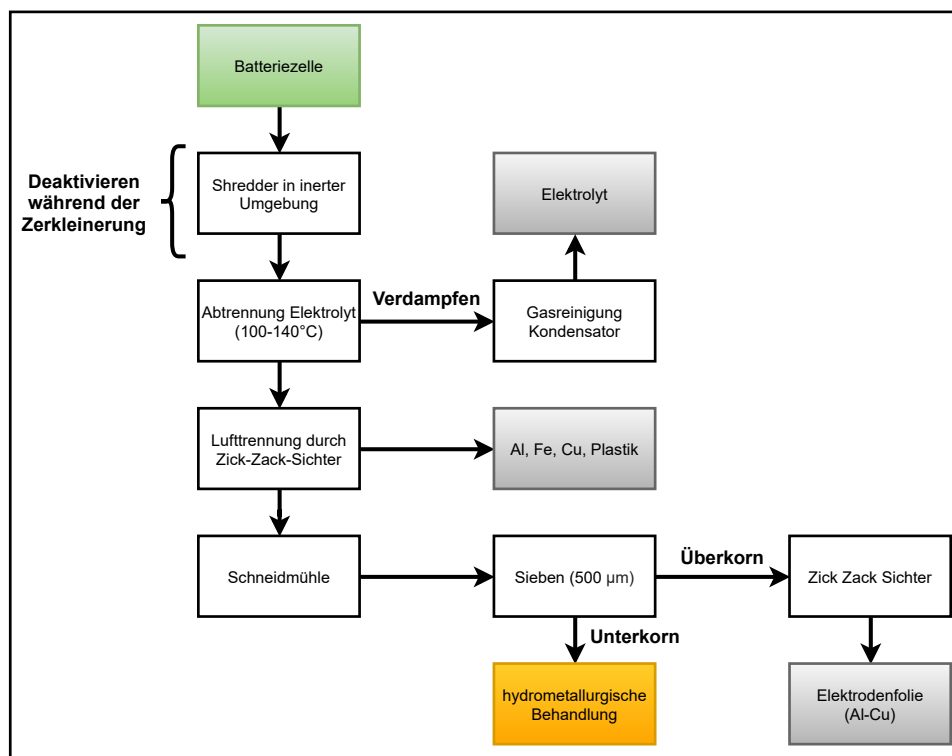 Batteriezelle
Deaktivieren
während der
Zerkleinerung
Shredder in inerter
Umgebung
Elektrolyt
Abtrennung Elektrolyt
(100-140°C)
Verdampfen
Gasreinigung
Kondensator
Lufttrennung durch
Zick-Zack-Sichter
Al, Fe, Cu, Plastik
Schneidmühle
Sieben (500 µm)
Überkorn
Zick Zack Sichter
Unterkorn
hydrometallurgische
Behandlung
Elektrodenfolie
(Al-Cu)